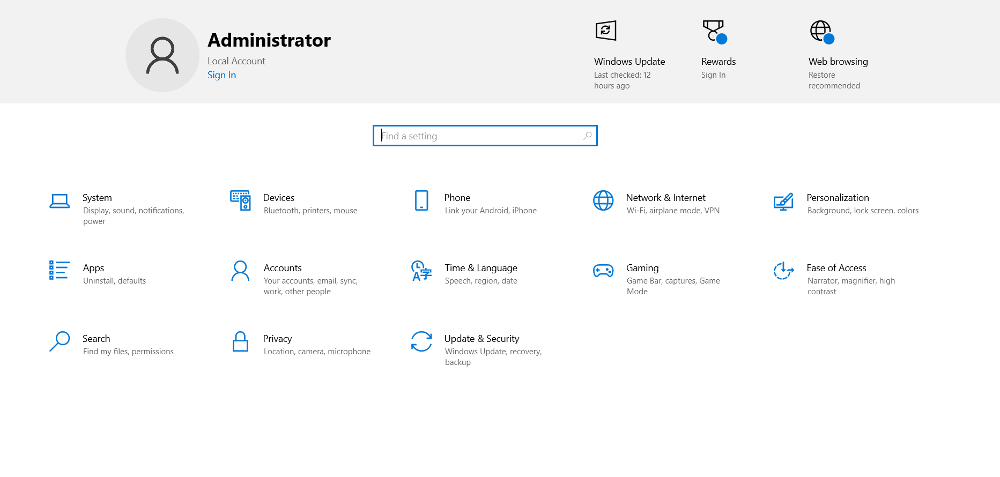 Administrator
Local Account
Sign In
Windows Update
Last checked: 12
hours ago
Rewards
Sign In
Web browsing
Restore
recommended
Find a setting
System
Display, sound, notifications,
power
Devices
Bluetooth, printers, mouse
Phone
Link your Android, iPhone
Network & Internet
Wi-Fi, airplane mode, VPN
Personalization
Background, lock screen, colors
Apps
Uninstall, defaults
Accounts
Your accounts, email, sync,
work, other people
Time & Language
Speech, region, date
Gaming
Game Bar, captures, Game
Mode
Ease of Access
Narrator, magnifier, high
contrast
Search
Find my files, permissions
Privacy
Location, camera, microphone
Update & Security
Windows Update, recovery,
backup